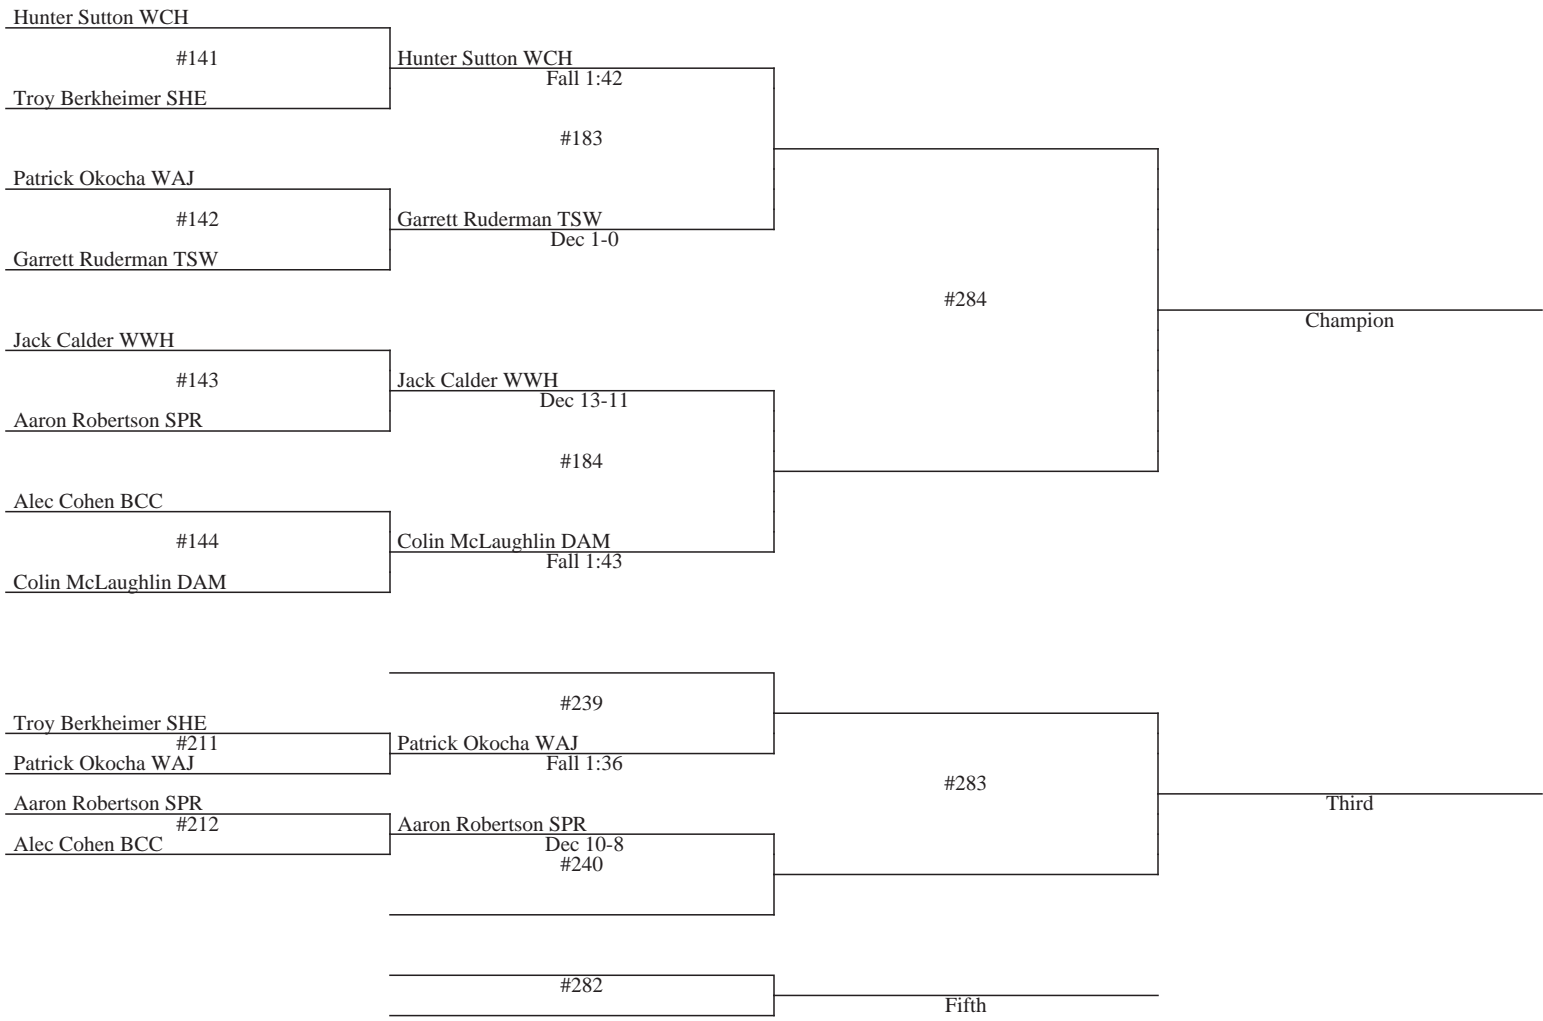 Hunter Sutton WCH
#141
Hunter Sutton WCH
Fall 1:42
Troy Berkheimer SHE
#183
Patrick Okocha WAJ
#142
Garrett Ruderman TSW
Dec 1-0
Garrett Ruderman TSW
#284
Champion
Jack Calder WWH
#143
Jack Calder WWH
Dec 13-11
Aaron Robertson SPR
#184
Alec Cohen BCC
#144
Colin McLaughlin DAM
Fall 1:43
Colin McLaughlin DAM
#239
Troy Berkheimer SHE
#211
Patrick Okocha WAJ
Patrick Okocha WAJ
Fall 1:36
#283
Third
Aaron Robertson SPR
#212
Aaron Robertson SPR
Alec Cohen BCC
Dec 10-8
#240
#282
Fifth